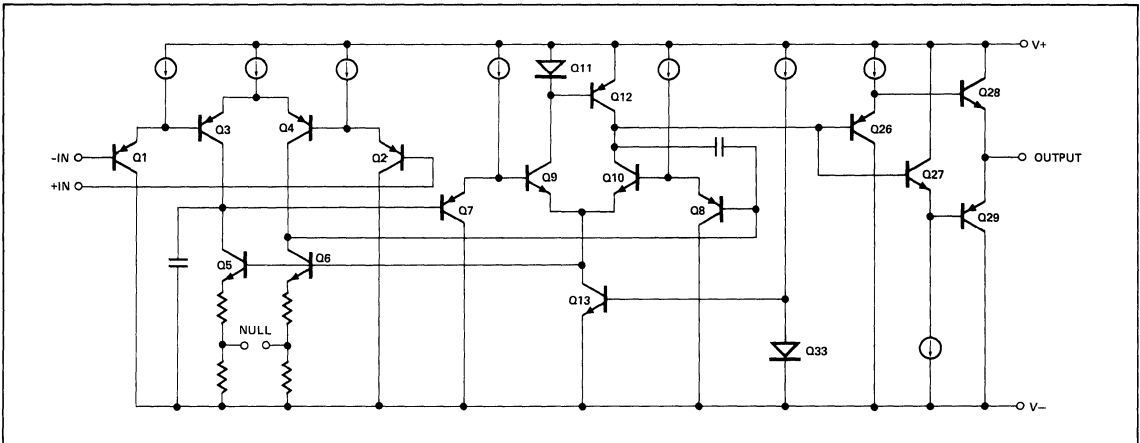 V+
Q11
Q12
Q28
Q3
Q4
Q26
-IN
Q1
Q2
OUTPUT
+IN
Q9
Q10
Q27
Q7
Q8
Q29
Q5
Q6
Q13
NULL
Q33
V-